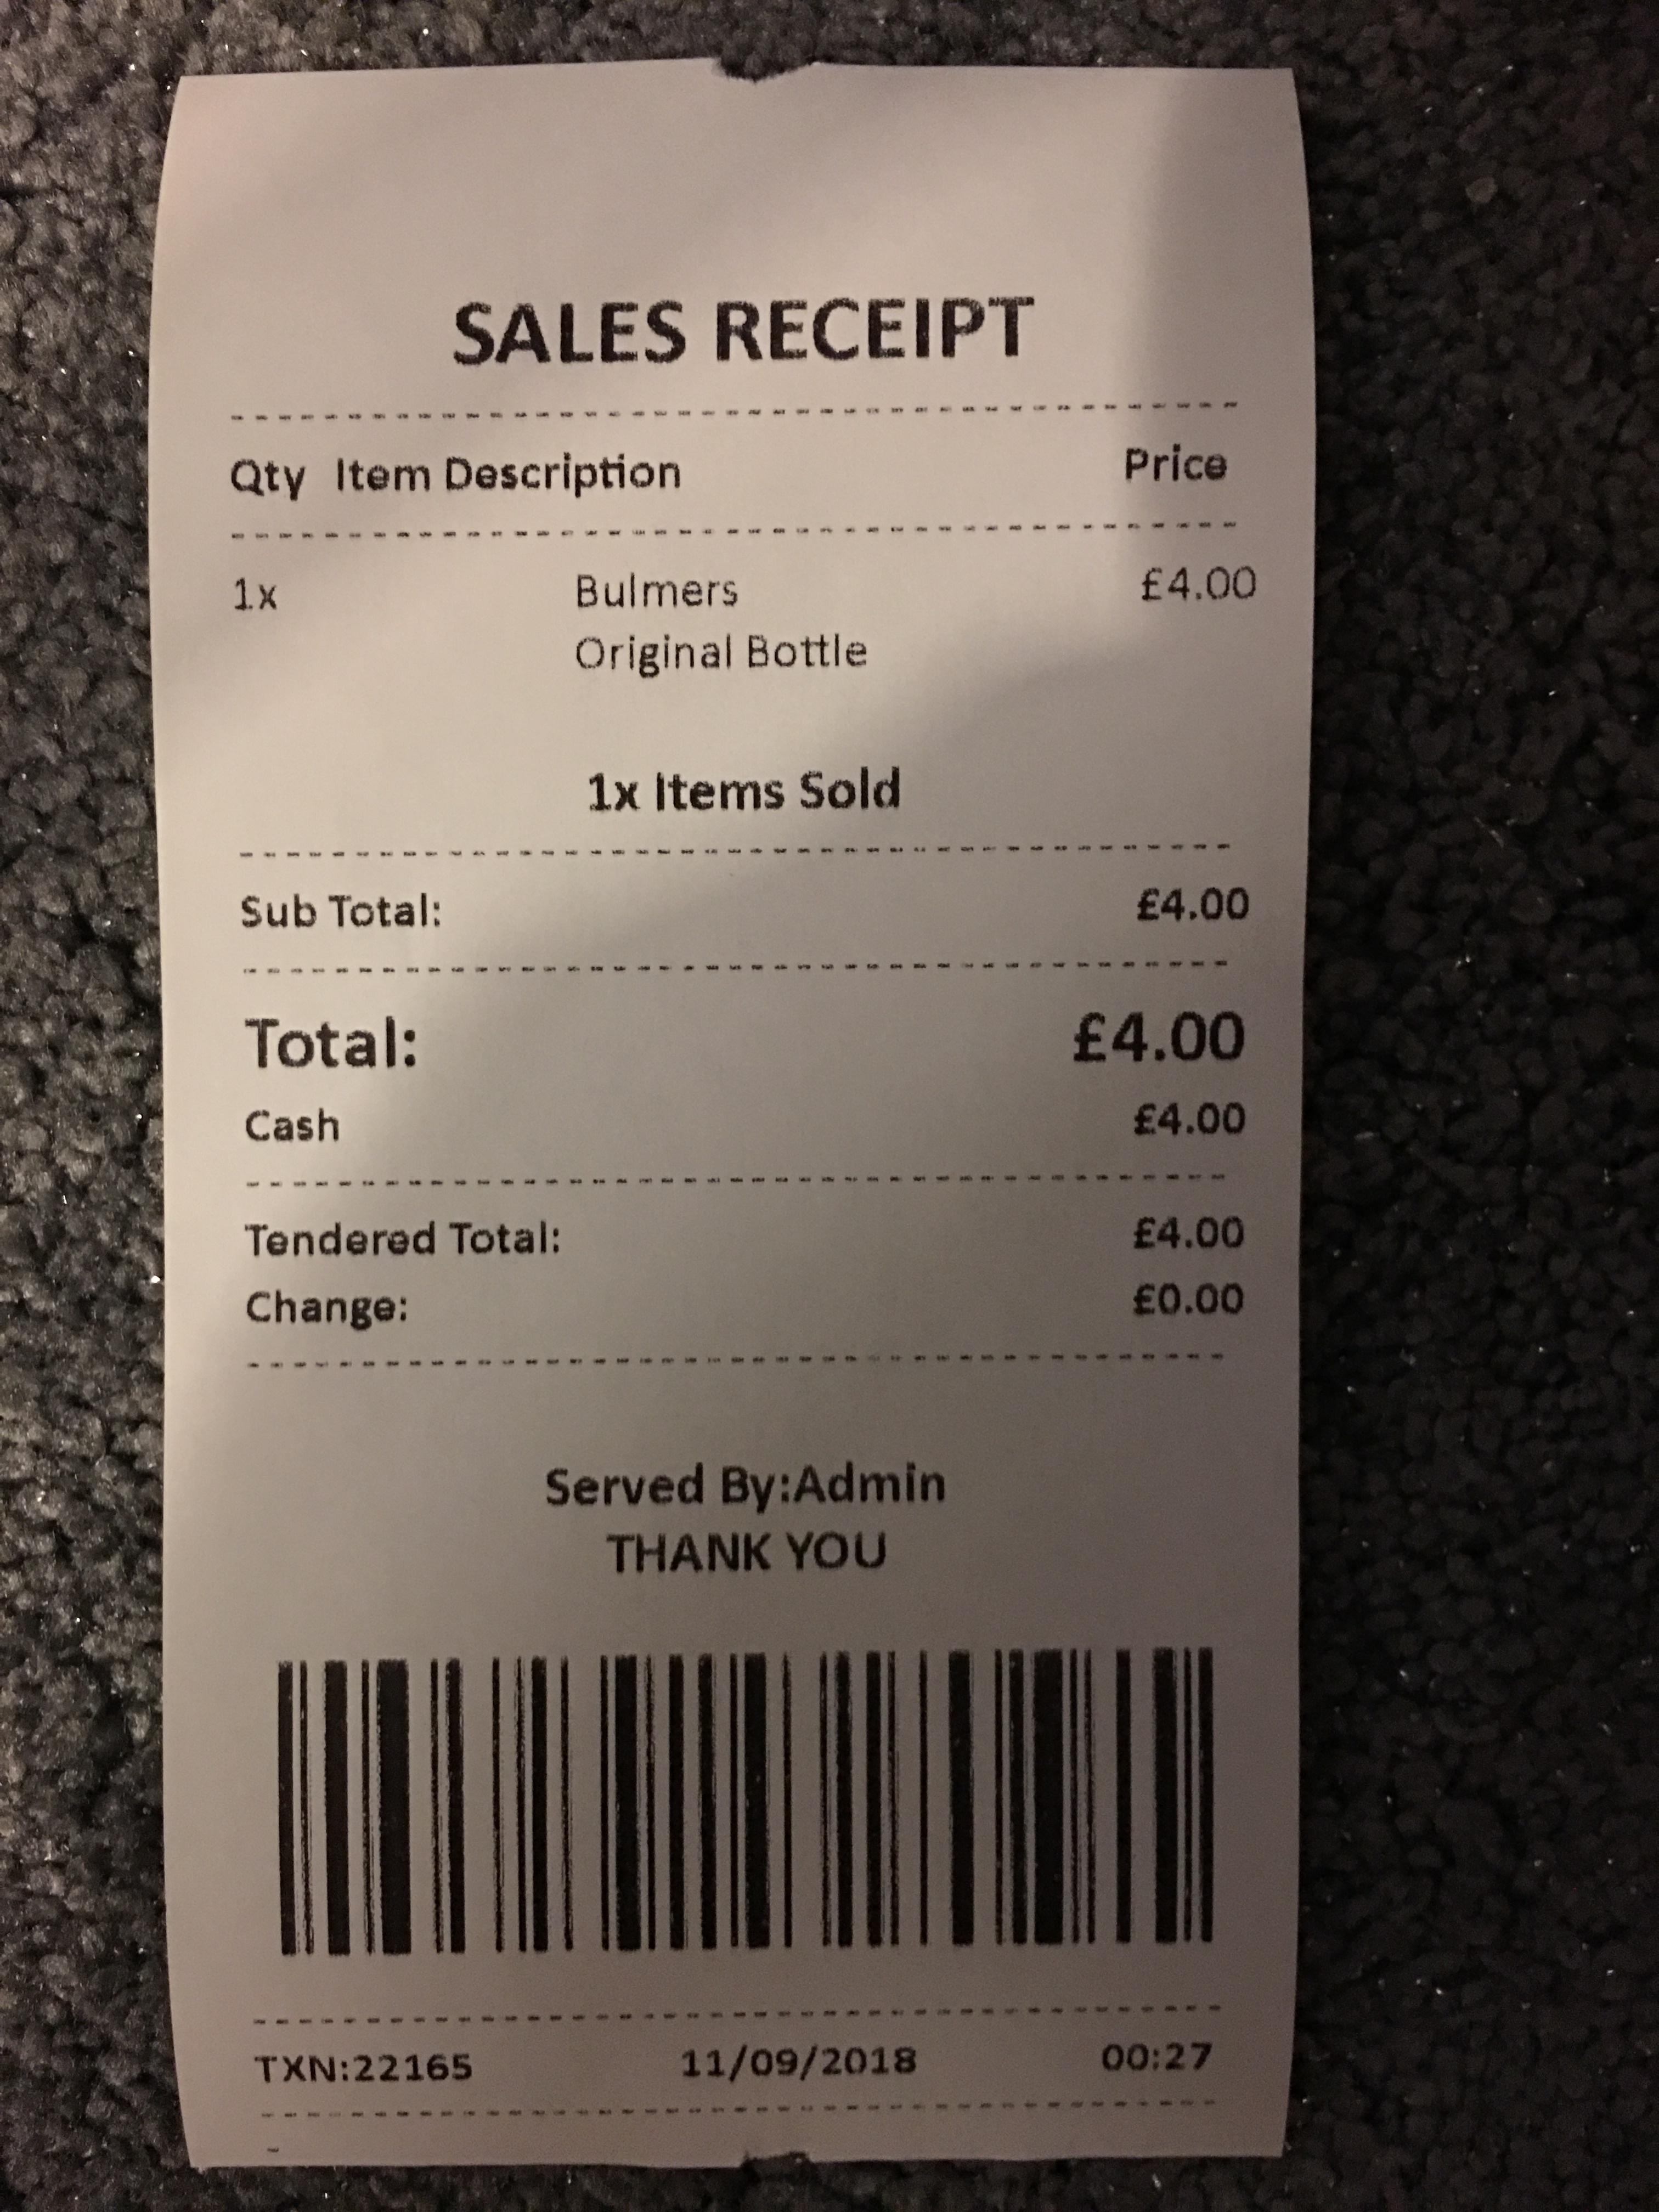 SALES RECEIPT
Qty Item Description Price
1x Bulmers £4.00
Original Bottle
1x Items Sold
Sub Total: £4.00
Total: £4.00
Cash £4.00
Tendered Total: £4.00
Change: £0.00
Served By:Admin
THANK YOU
TXN:22165 11/09/2018 00:27